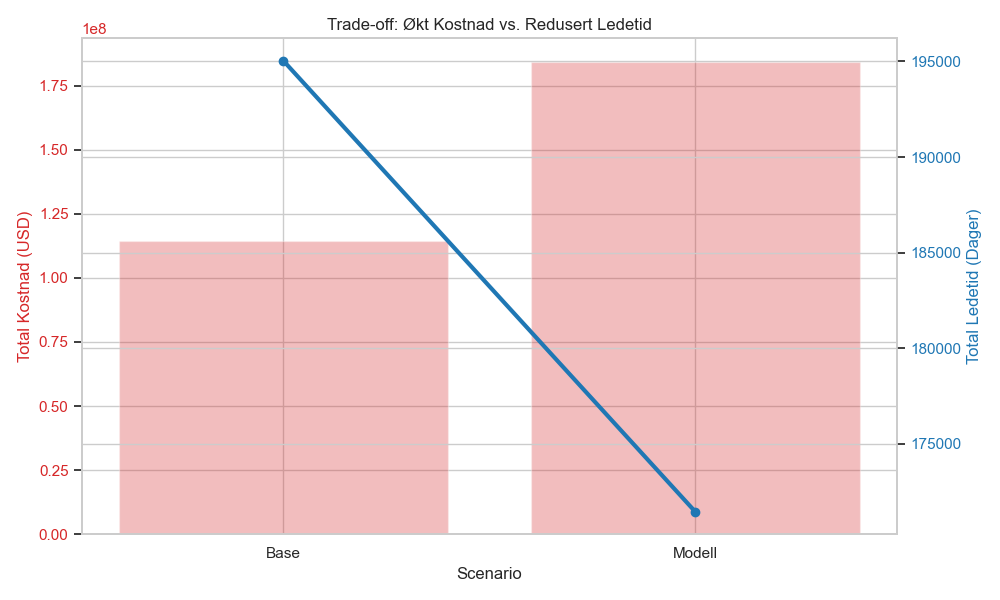 Trade-off: Økt Kostnad vs. Redusert Ledetid
1e8
Total Kostnad (USD)
1.75
1.50
1.25
1.00
0.75
0.50
0.25
0.00
195000
190000
185000
180000
175000
Total Ledetid (Dager)
Base
Modell
Scenario